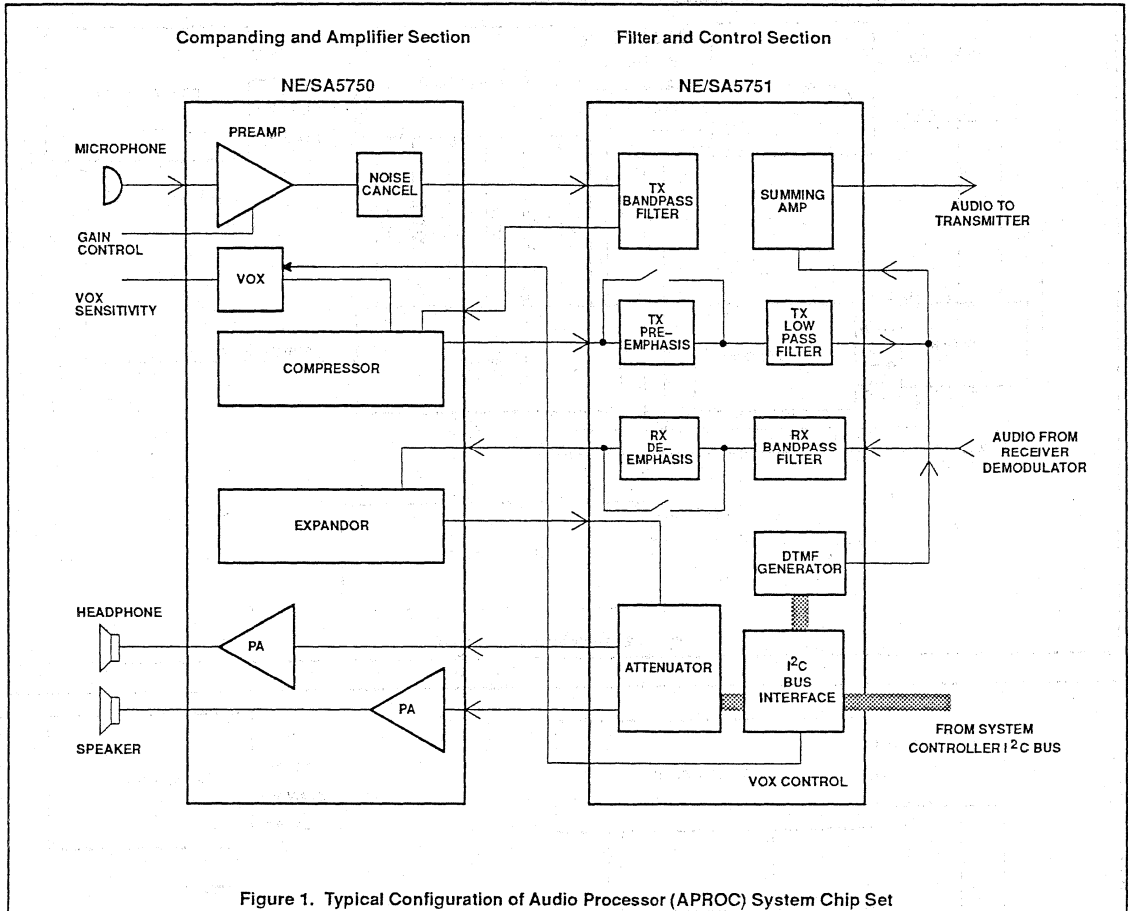 Companding and Amplifier Section
Filter and Control Section
NE/SA5750
NE/SA5751
PREAMP
MICROPHONE
NOISE
CANCEL
TX
BANDPASS
FILTER
SUMMING
AMP
AUDIO TO
TRANSMITTER
GAIN
CONTROL
VOX
VOX
SENSITIVITY
COMPRESSOR
TX
PRE–
EMPHASIS
TX
LOW
PASS
FILTER
RX
DE–
EMPHASIS
RX
BANDPASS
FILTER
AUDIO FROM
RECEIVER
DEMODULATOR
EXPANDOR
DTMF
GENERATOR
HEADPHONE
PA
ATTENUATOR
I²C
BUS
INTERFACE
PA
SPEAKER
FROM SYSTEM
CONTROLLER I²C BUS
VOX CONTROL
Figure 1. Typical Configuration of Audio Processor (APROC) System Chip Set